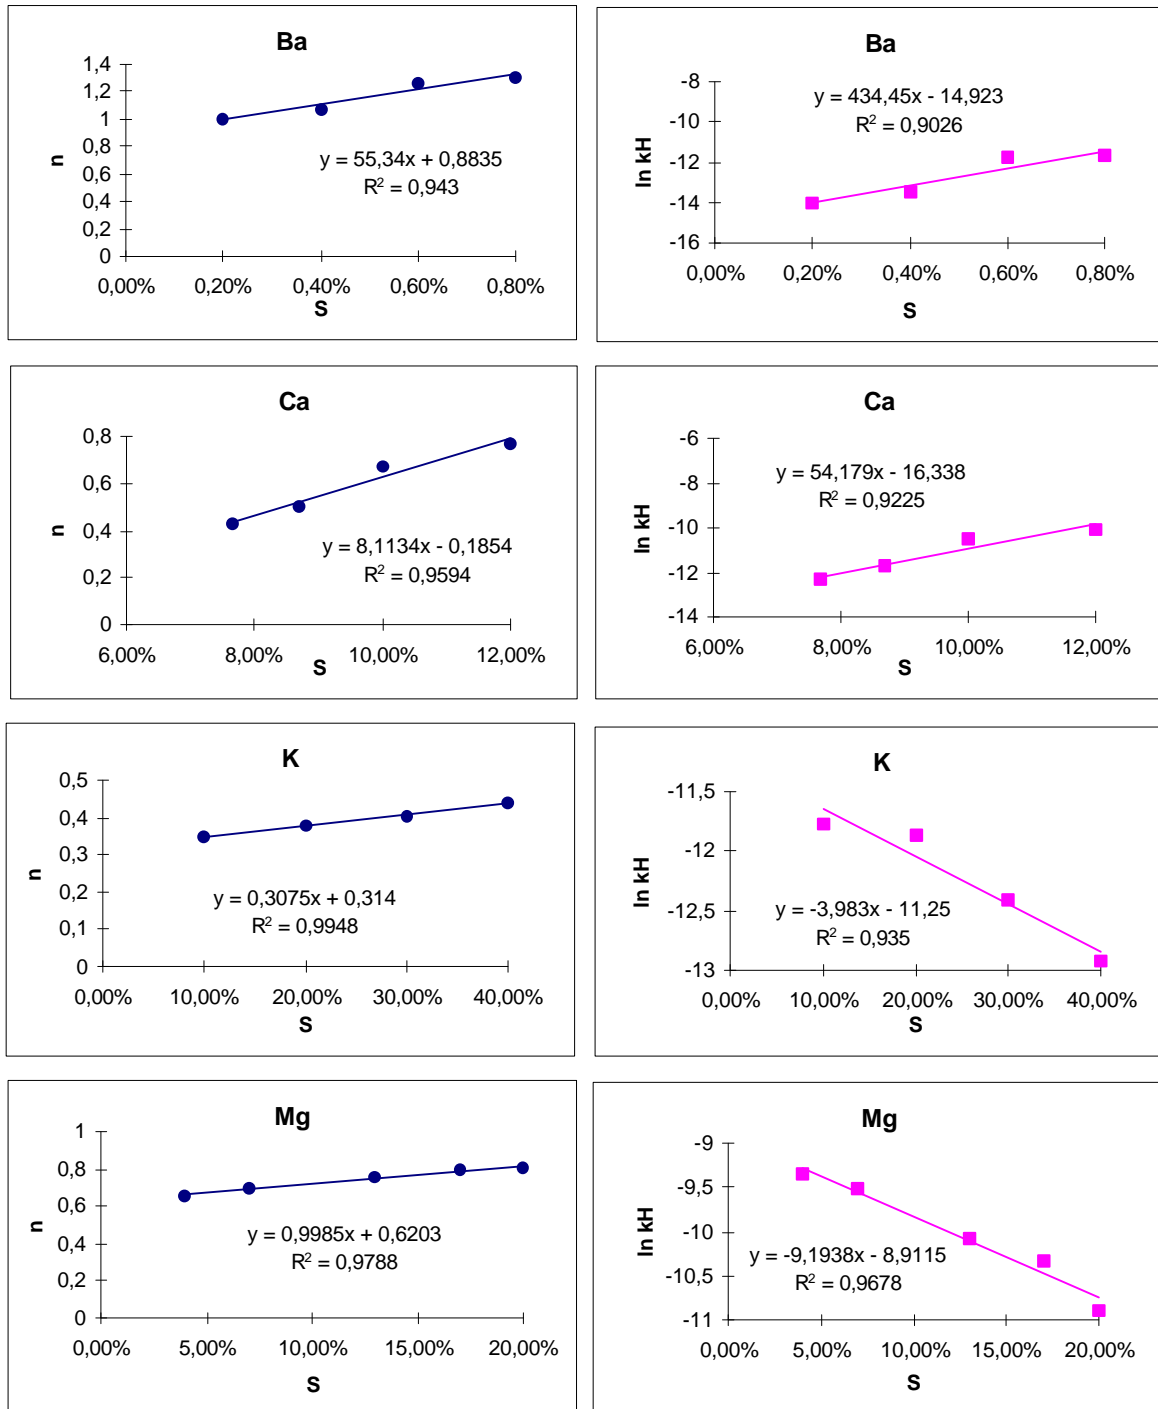 Ba
1,4
1,2
1
0,8
0,6
0,4
0,2
0
n
y = 55,34x + 0,8835
R² = 0,943
0,00% 0,20% 0,40% 0,60% 0,80%
S
Ba
-8
-10
-12
-14
-16
ln kH
y = 434,45x - 14,923
R² = 0,9026
0,00% 0,20% 0,40% 0,60% 0,80%
S
Ca
0,8
0,6
0,4
0,2
0
n
y = 8,1134x - 0,1854
R² = 0,9594
6,00% 8,00% 10,00% 12,00%
S
Ca
-6
-8
-10
-12
-14
ln kH
y = 54,179x - 16,338
R² = 0,9225
6,00% 8,00% 10,00% 12,00%
S
K
0,5
0,4
0,3
0,2
0,1
0
n
y = 0,3075x + 0,314
R² = 0,9948
0,00% 10,00% 20,00% 30,00% 40,00%
S
K
-11,5
-12
-12,5
-13
ln kH
y = -3,983x - 11,25
R² = 0,935
0,00% 10,00% 20,00% 30,00% 40,00%
S
Mg
1
0,8
0,6
0,4
0,2
0
n
y = 0,9985x + 0,6203
R² = 0,9788
0,00% 5,00% 10,00% 15,00% 20,00%
S
Mg
-9
-9,5
-10
-10,5
-11
ln kH
y = -9,1938x - 8,9115
R² = 0,9678
0,00% 5,00% 10,00% 15,00% 20,00%
S